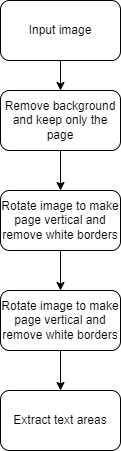 Input image
Remove background
and keep only the
page
Rotate image to make
page vertical and
remove white borders
Rotate image to make
page vertical and
remove white borders
Extract text areas